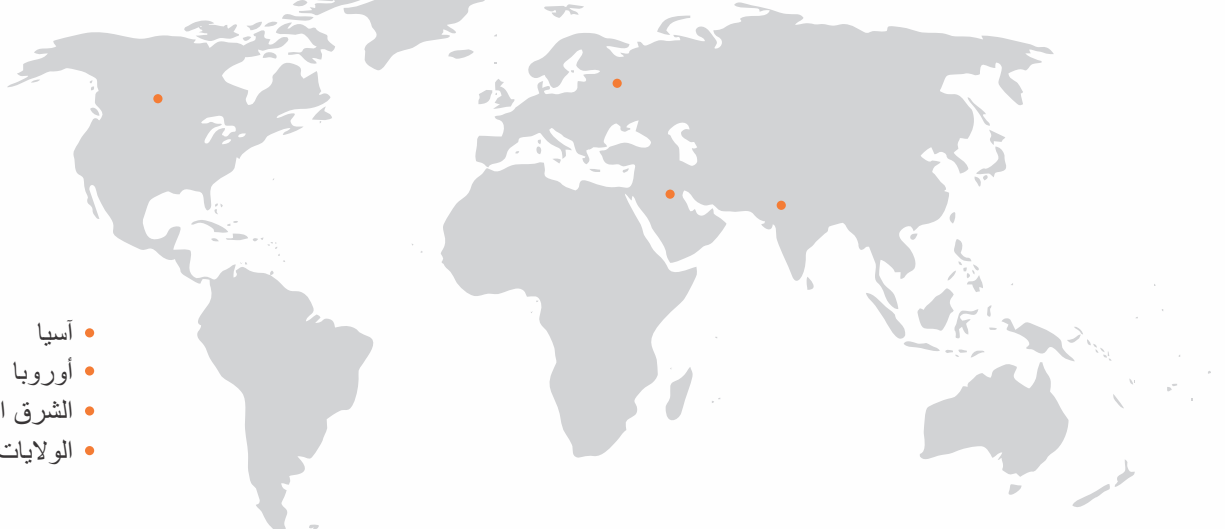 آسيا
أوروبا
الشرق
الولايات